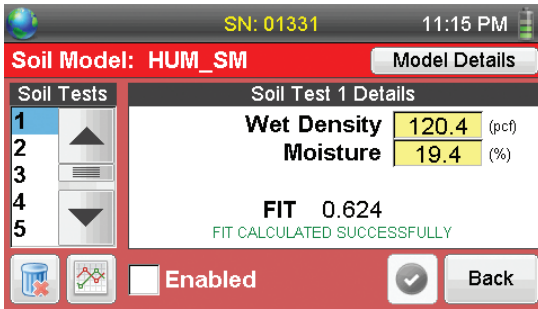 SN: 01331 11:15 PM
Soil Model: HUM_SM Model Details
Soil Tests
1
2
3
4
5
Soil Test 1 Details
Wet Density 120.4 (pcf)
Moisture 19.4 (%)
FIT 0.624
FIT CALCULATED SUCCESSFULLY
Enabled
Back